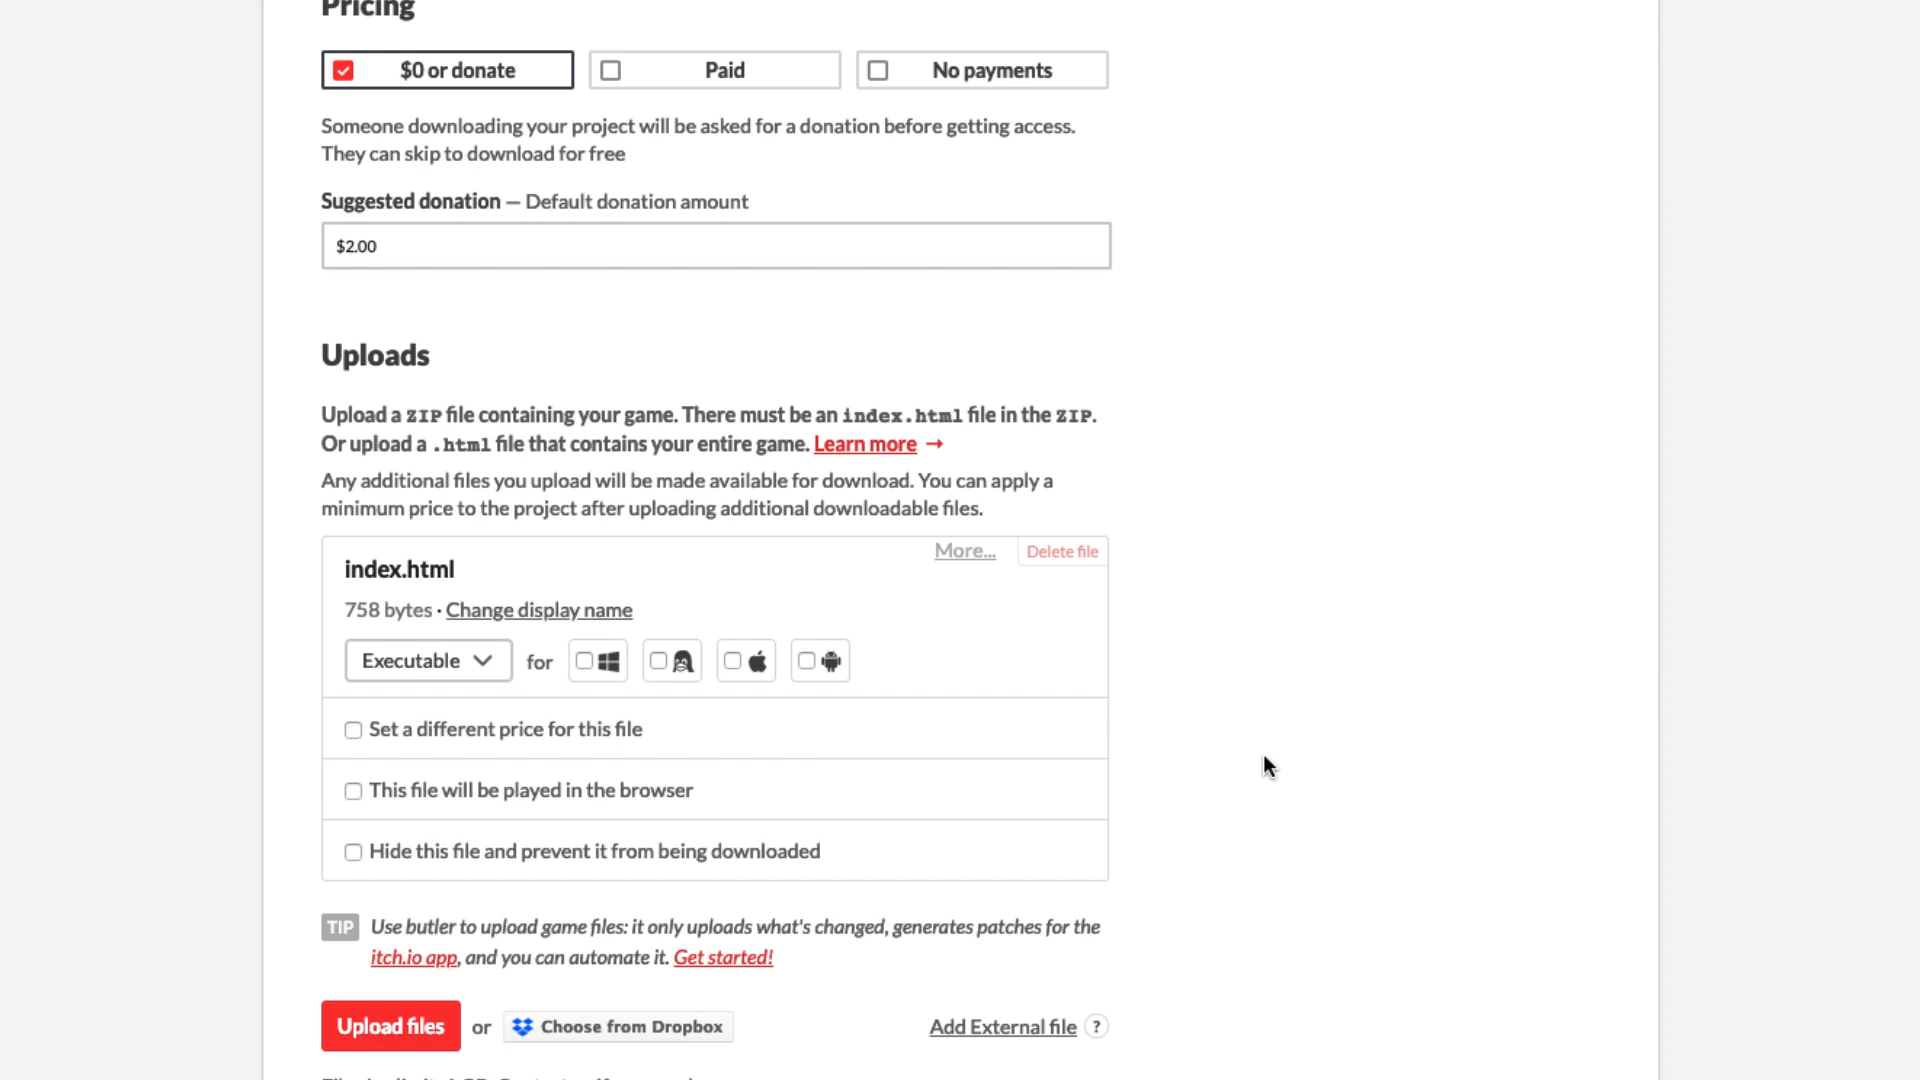 Pricing
$0 or donate
Paid
No payments
Someone downloading your project will be asked for a donation before getting access.
They can skip to download for free
Suggested donation — Default donation amount
$2.00
Uploads
Upload a ZIP file containing your game. There must be an index.html file in the ZIP.
Or upload a .html file that contains your entire game. Learn more →
Any additional files you upload will be made available for download. You can apply a
minimum price to the project after uploading additional downloadable files.
More...
Delete file
index.html
758 bytes · Change display name
Executable
for
Set a different price for this file
This file will be played in the browser
Hide this file and prevent it from being downloaded
TIP
Use butler to upload game files: it only uploads what's changed, generates patches for the
itch.io app, and you can automate it. Get started!
Upload files
or
Choose from Dropbox
Add External file
?